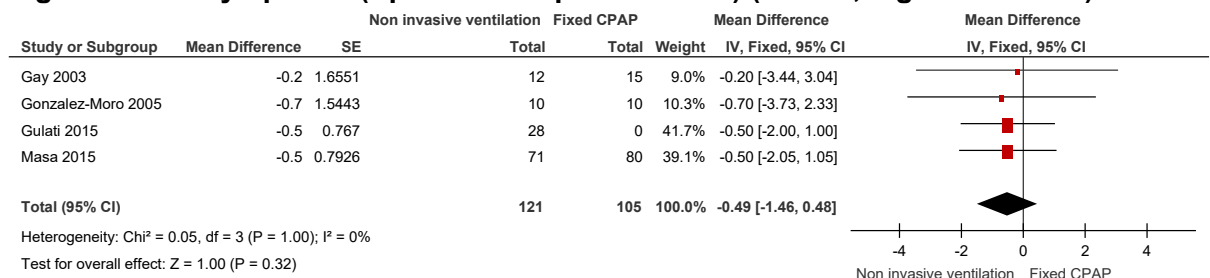 Non invasive ventilation Fixed CPAP Mean Difference Mean Difference
Study or Subgroup Mean Difference SE Total Total Weight IV, Fixed, 95% CI IV, Fixed, 95% CI
Gay 2003 -0.2 1.6551 12 15 9.0% -0.20 [-3.44, 3.04]
Gonzalez-Moro 2005 -0.7 1.5443 10 10 10.3% -0.70 [-3.73, 2.33]
Gulati 2015 -0.5 0.767 28 0 41.7% -0.50 [-2.00, 1.00]
Masa 2015 -0.5 0.7926 71 80 39.1% -0.50 [-2.05, 1.05]
Total (95% CI) 121 105 100.0% -0.49 [-1.46, 0.48]
Heterogeneity: Chi² = 0.05, df = 3 (P = 1.00); I² = 0%
Test for overall effect: Z = 1.00 (P = 0.32)
-4 -2 0 2 4
Non invasive ventilation Fixed CPAP